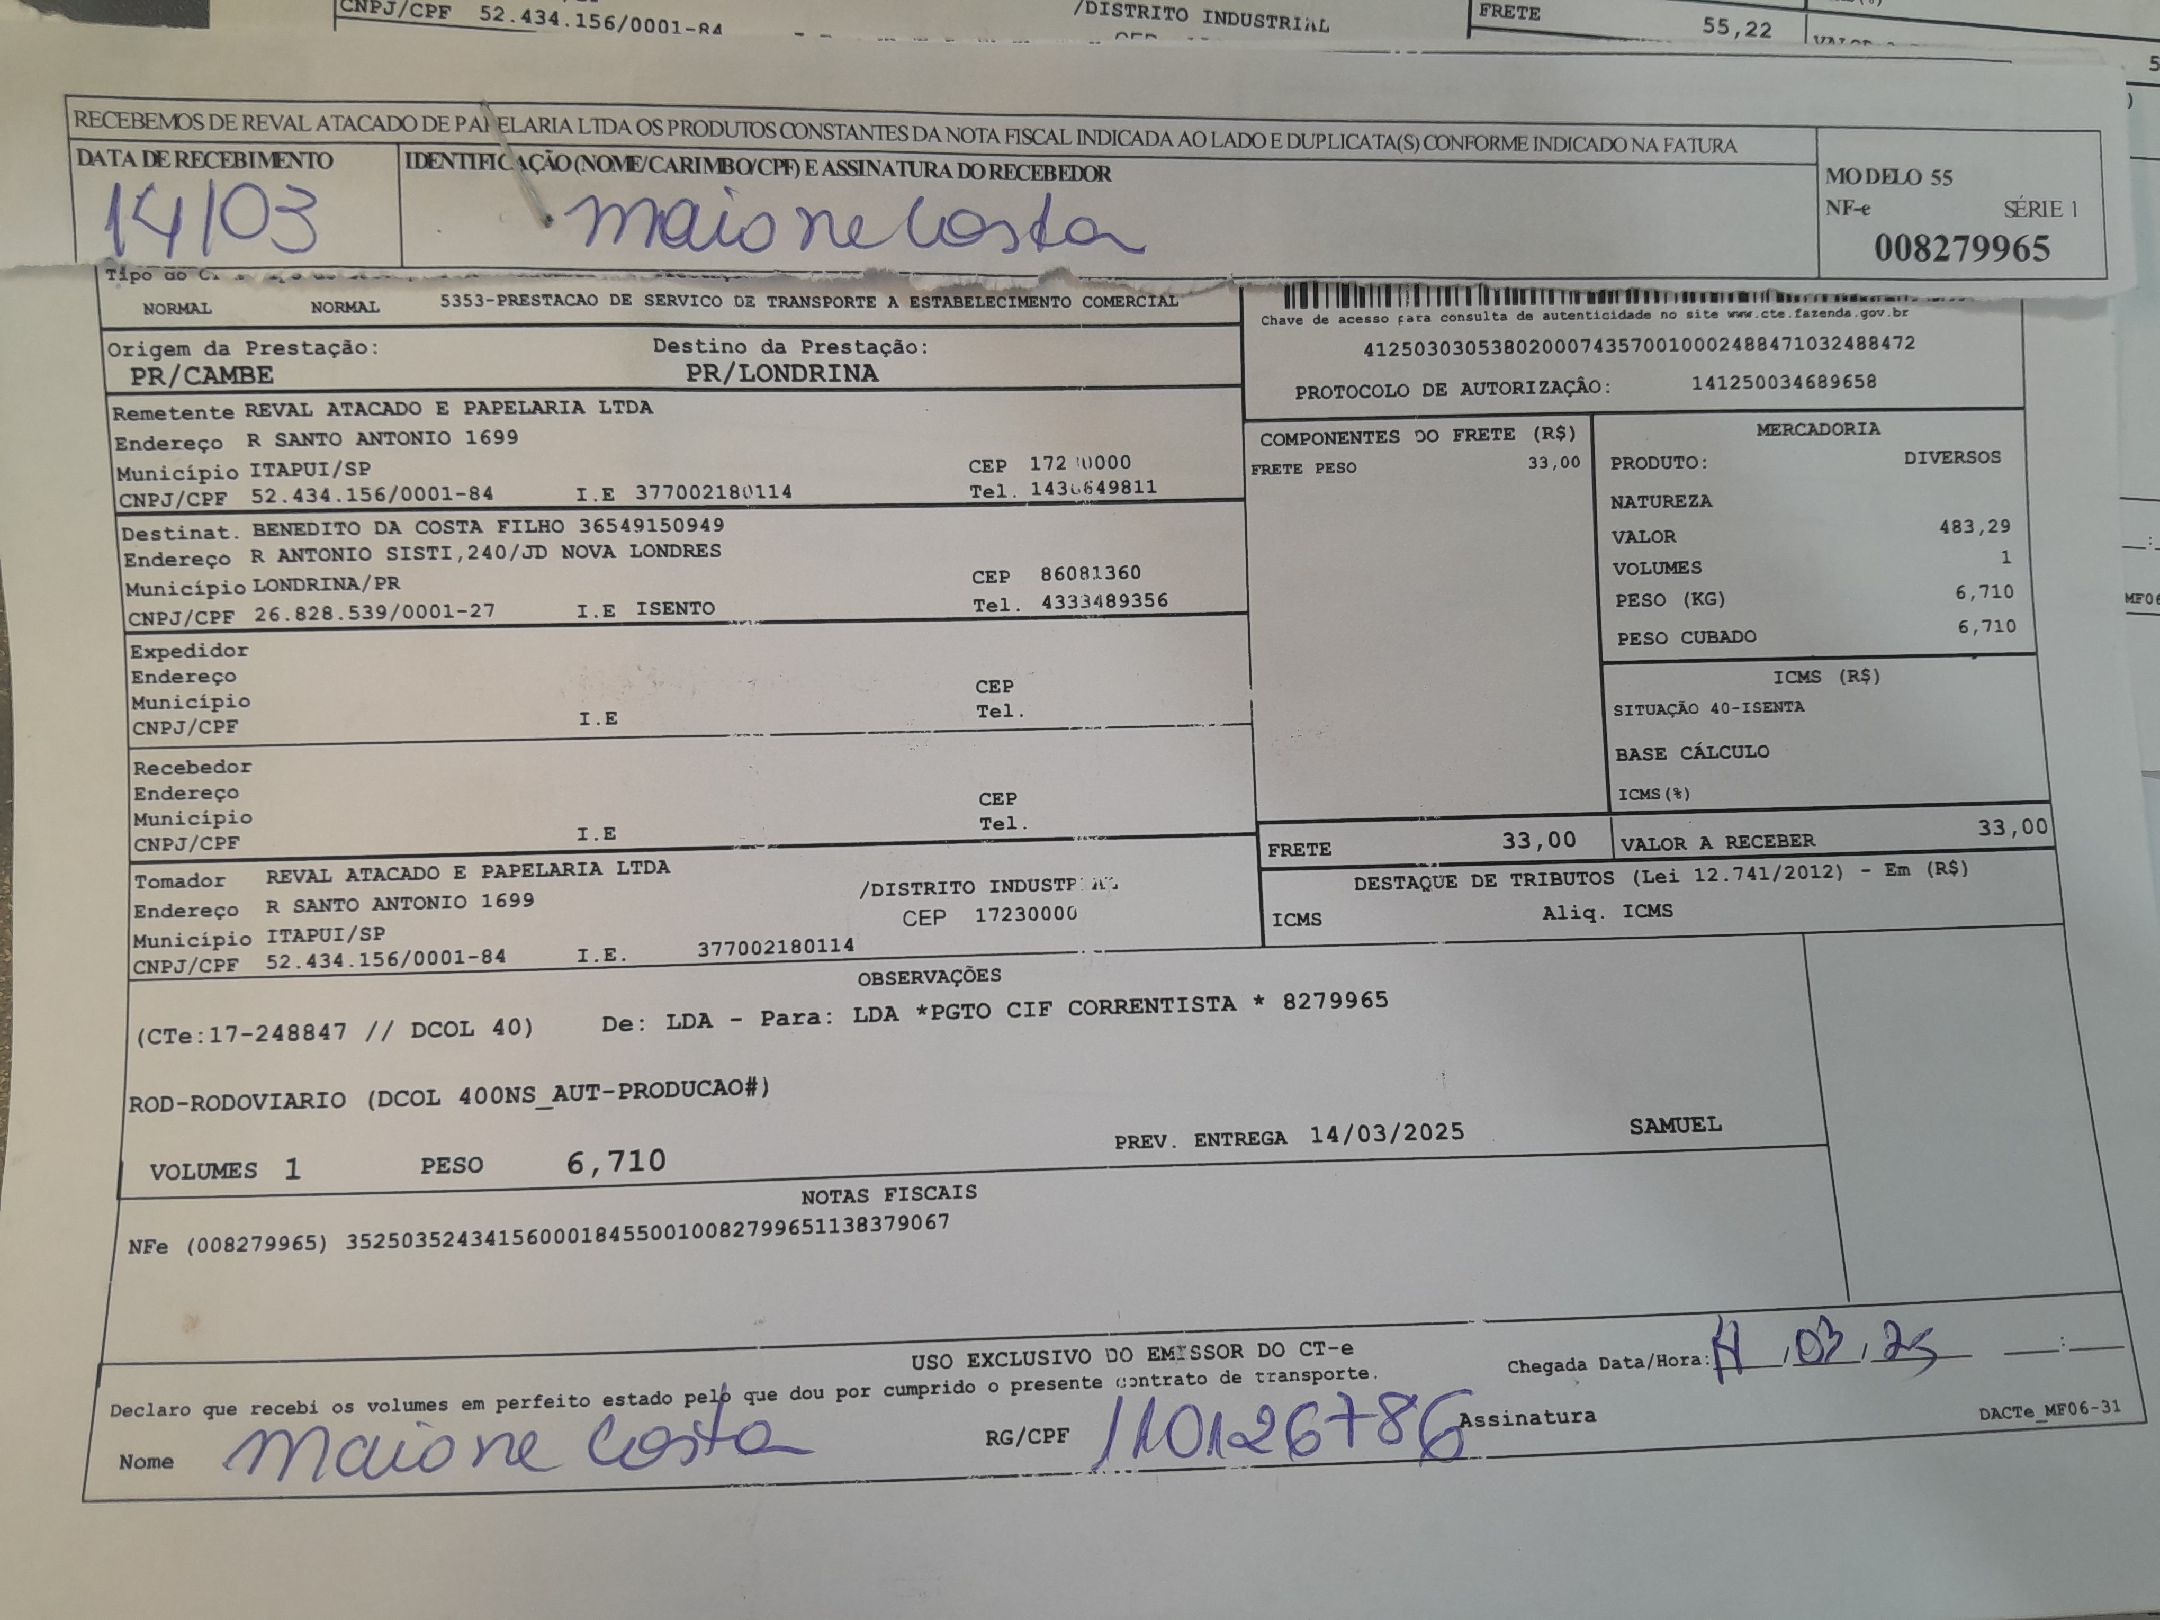 CNPJ/CPF 52.434.156/0001-84
/DISTRITO INDUSTRIAL
FRETE 55,22
RECEBEMOS DE REVAL ATACADO DE PAPELARIA LTDA OS PRODUTOS CONSTANTES DA NOTA FISCAL INDICADA AO LADO E DUPLICATA(S) CONFORME INDICADO NA FATURA
DATA DE RECEBIMENTO
14/03
IDENTIFICAÇÃO (NOME/CARIMBO/CPF) E ASSINATURA DO RECEBEDOR
maione Costa
MODELO 55
NF-e SÉRIE 1
008279965
NORMAL NORMAL 5353-PRESTACAO DE SERVICO DE TRANSPORTE A ESTABELECIMENTO COMERCIAL
Chave de acesso para consulta de autenticidade no site www.cte.fazenda.gov.br
41250303053802000743570010002488471032488472
PROTOCOLO DE AUTORIZAÇÃO: 141250034689658
Origem da Prestação: Destino da Prestação:
PR/CAMBE PR/LONDRINA
Remetente REVAL ATACADO E PAPELARIA LTDA
Endereço R SANTO ANTONIO 1699
Município ITAPUI/SP CEP 17230000
CNPJ/CPF 52.434.156/0001-84 I.E 377002180114 Tel. 1436649811
Destinat. BENEDITO DA COSTA FILHO 36549150949
Endereço R ANTONIO SISTI,240/JD NOVA LONDRES
Município LONDRINA/PR CEP 86081360
CNPJ/CPF 26.828.539/0001-27 I.E ISENTO Tel. 4333489356
Expedidor
Endereço
Município CEP
CNPJ/CPF I.E Tel.
Recebedor
Endereço
Município CEP
CNPJ/CPF I.E Tel.
COMPONENTES DO FRETE (R$)
FRETE PESO 33,00
MERCADORIA
PRODUTO: DIVERSOS
NATUREZA
VALOR 483,29
VOLUMES 1
PESO (KG) 6,710
PESO CUBADO 6,710
ICMS (R$)
SITUAÇÃO 40-ISENTA
BASE CÁLCULO
ICMS(%)
FRETE 33,00 VALOR A RECEBER 33,00
DESTAQUE DE TRIBUTOS (Lei 12.741/2012) - Em (R$)
ICMS Aliq. ICMS
Tomador REVAL ATACADO E PAPELARIA LTDA
Endereço R SANTO ANTONIO 1699 /DISTRITO INDUSTRIAL
Município ITAPUI/SP CEP 17230000
CNPJ/CPF 52.434.156/0001-84 I.E. 377002180114
OBSERVAÇÕES
(CTe:17-248847 // DCOL 40) De: LDA - Para: LDA *PGTO CIF CORRENTISTA * 8279965
ROD-RODOVIARIO (DCOL 400NS_AUT-PRODUCAO#)
VOLUMES 1 PESO 6,710 PREV. ENTREGA 14/03/2025 SAMUEL
NOTAS FISCAIS
NFe (008279965) 35250352434156000184550010082799651138379067
USO EXCLUSIVO DO EMISSOR DO CT-e
Chegada Data/Hora: 14/03/25 __:__
Declaro que recebi os volumes em perfeito estado pelo que dou por cumprido o presente contrato de transporte.
Nome maione Costa RG/CPF 110126786 Assinatura
DACTe_MF06-31